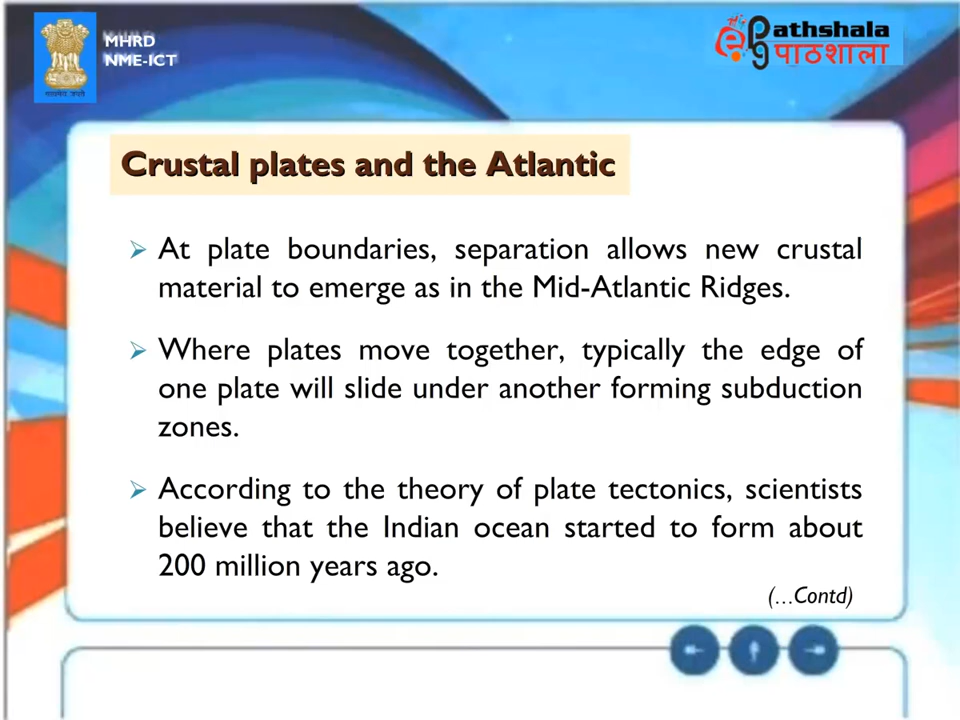 MHRD
NME-ICT
epg athshala
पाठशाला
Crustal plates and the Atlantic
At plate boundaries, separation allows new crustal
material to emerge as in the Mid-Atlantic Ridges.
Where plates move together, typically the edge of
one plate will slide under another forming subduction
zones.
According to the theory of plate tectonics, scientists
believe that the Indian ocean started to form about
200 million years ago.
(...Contd)